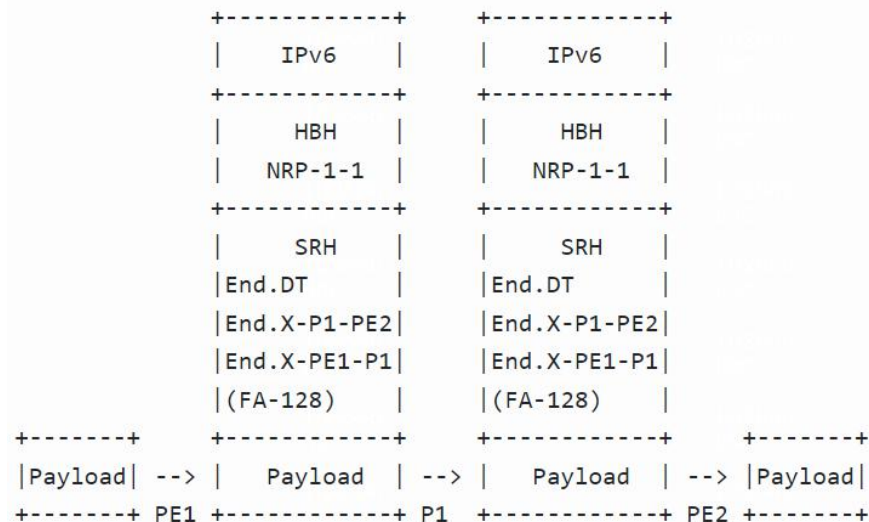 +------------+    +------------+
|    IPv6    |    |    IPv6    |
+------------+    +------------+
|    HBH     |    |    HBH     |
|  NRP-1-1   |    |  NRP-1-1   |
+------------+    +------------+
|    SRH     |    |    SRH     |
|End.DT      |    |End.DT      |
|End.X-P1-PE2|    |End.X-P1-PE2|
|End.X-PE1-P1|    |End.X-PE1-P1|
|(FA-128)    |    |(FA-128)    |
+-------+    +------------+    +------------+    +-------+
|Payload| --> |   Payload  | --> |   Payload  | --> |Payload|
+-------+ PE1 +------------+ P1  +------------+ PE2 +-------+